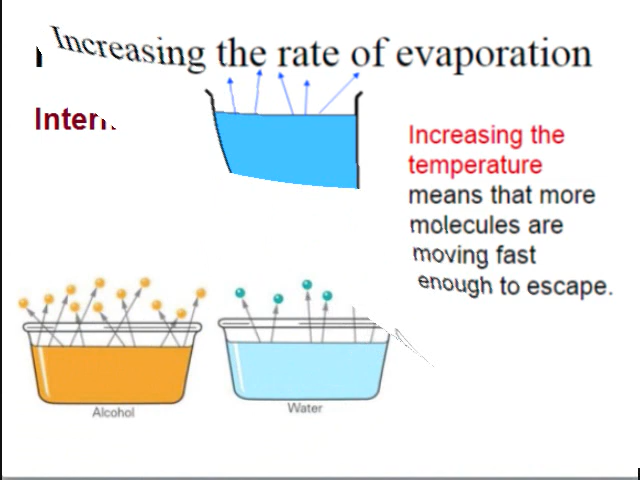 Increasing the rate of evaporation
Increasing the
temperature
means that more
molecules are
moving fast
enough to escape.
Alcohol
Water